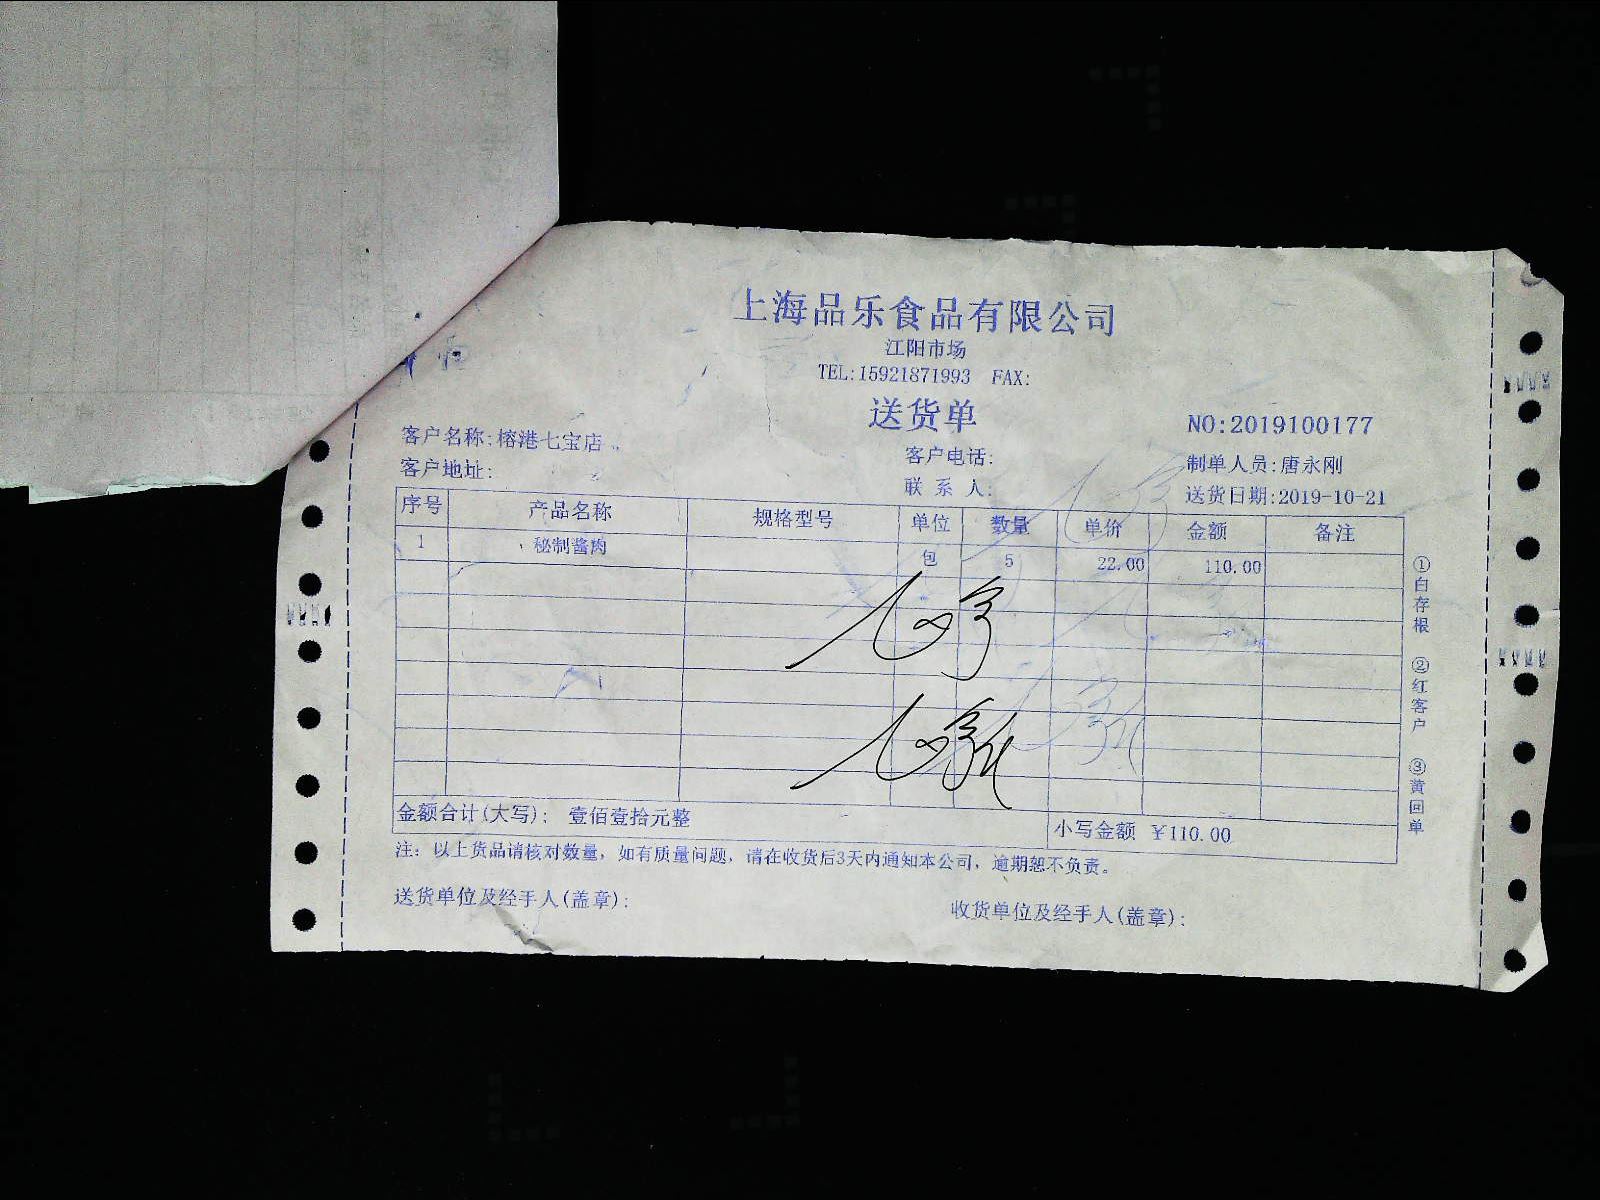 上海品乐食品有限公司
江阳市场
TEL:15921871993 FAX:
送货单
NO:2019100177
客户名称:榕港七宝店
客户电话:
制单人员:唐永刚
客户地址:
联系人:
送货日期:2019-10-21
序号 产品名称 规格型号 单位 数量 单价 金额 备注
1 秘制酱肉 包 5 22.00 110.00
金额合计(大写): 壹佰壹拾元整 小写金额 ¥110.00
注: 以上货品请核对数量, 如有质量问题, 请在收货后3天内通知本公司, 逾期恕不负责。
送货单位及经手人(盖章): 收货单位及经手人(盖章):
①白存根 ②红客户 ③黄回单